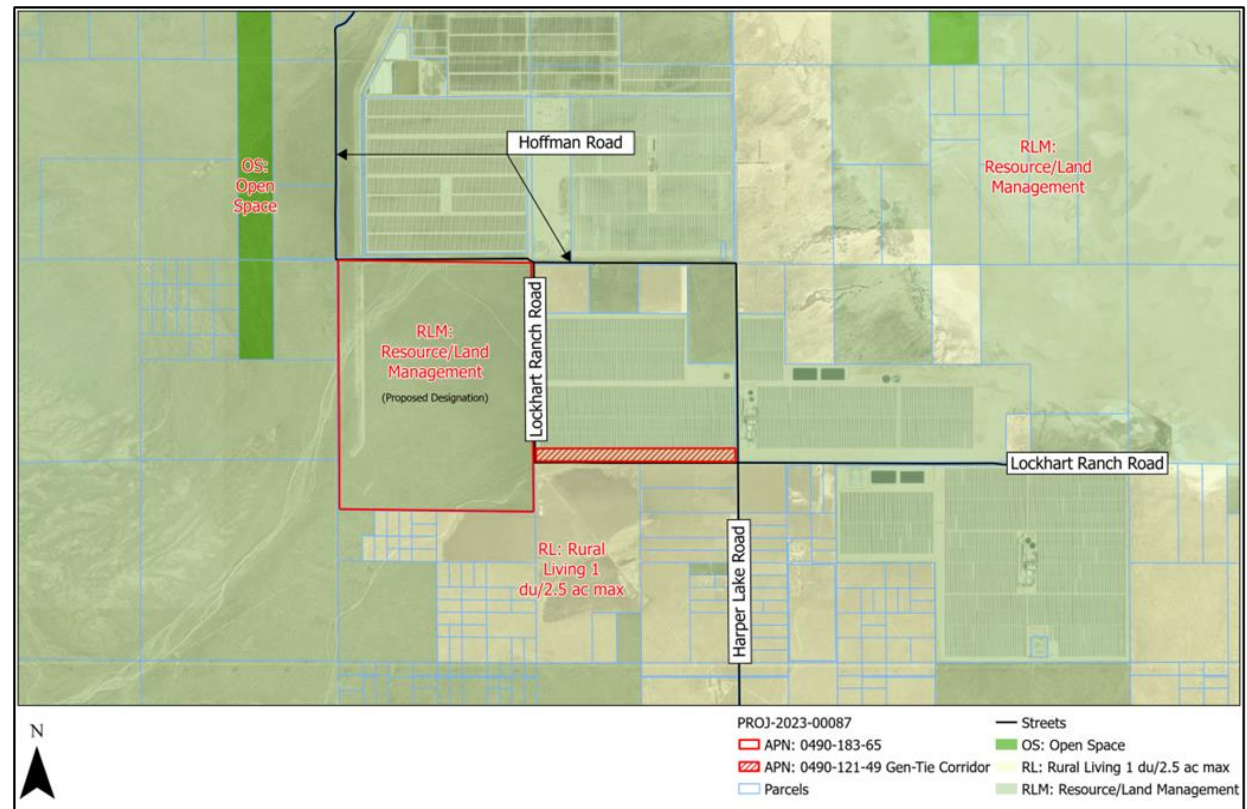 Hoffman Road
OS:
Open
Space
RLM:
Resource/Land
Management
RLM:
Resource/Land
Management
(Proposed Designation)
Lockhart Ranch Road
Lockhart Ranch Road
RL: Rural
Living 1
du/2.5 ac max
Harper Lake Road
N
PROJ-2023-00087
APN: 0490-183-65
APN: 0490-121-49 Gen-Tie Corridor
Parcels
Streets
OS: Open Space
RL: Rural Living 1 du/2.5 ac max
RLM: Resource/Land Management